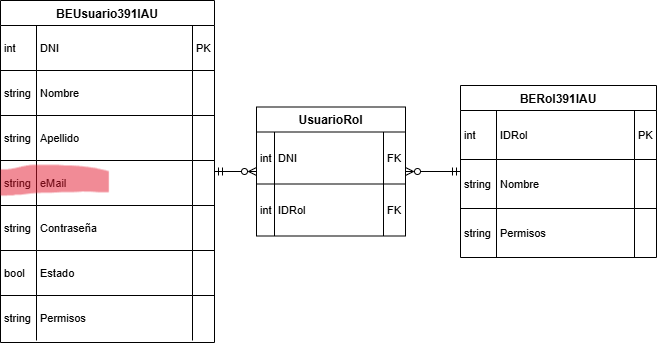 BEUsuario391IAU
int DNI PK
string Nombre
string Apellido
string eMail
string Contraseña
bool Estado
string Permisos
UsuarioRol
int DNI FK
int IDRol FK
BERol391IAU
int IDRol PK
string Nombre
string Permisos